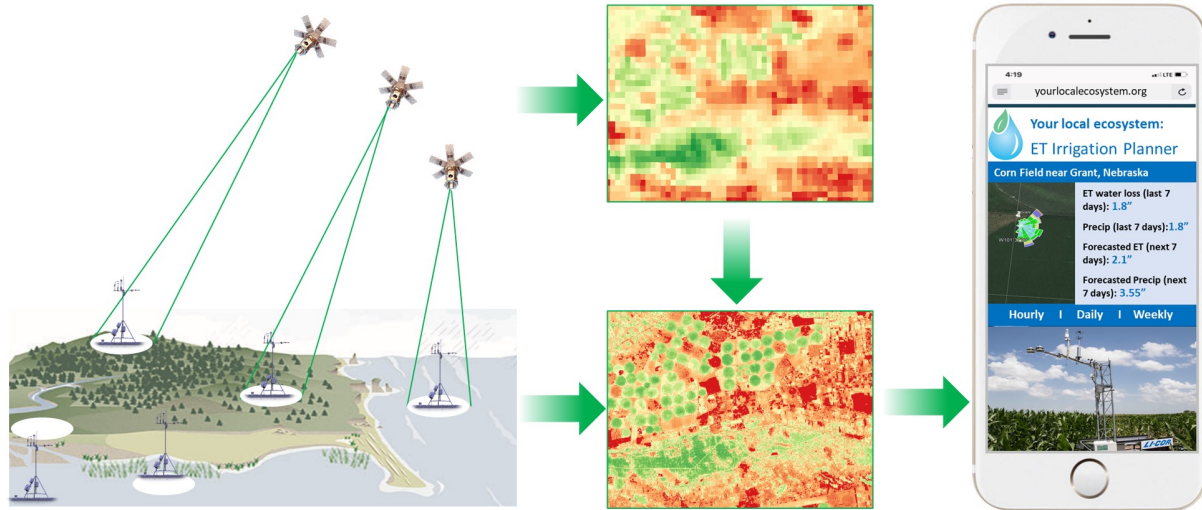 4:19
LTE
yourlocalecosystem.org
Your local ecosystem:
ET Irrigation Planner
Corn Field near Grant, Nebraska
ET water loss (last 7
days): 1.8”
Precip (last 7 days):1.8”
Forecasted ET (next 7
days): 2.1”
Forecasted Precip (next
7 days): 3.55”
Hourly I Daily I Weekly
LI-COR